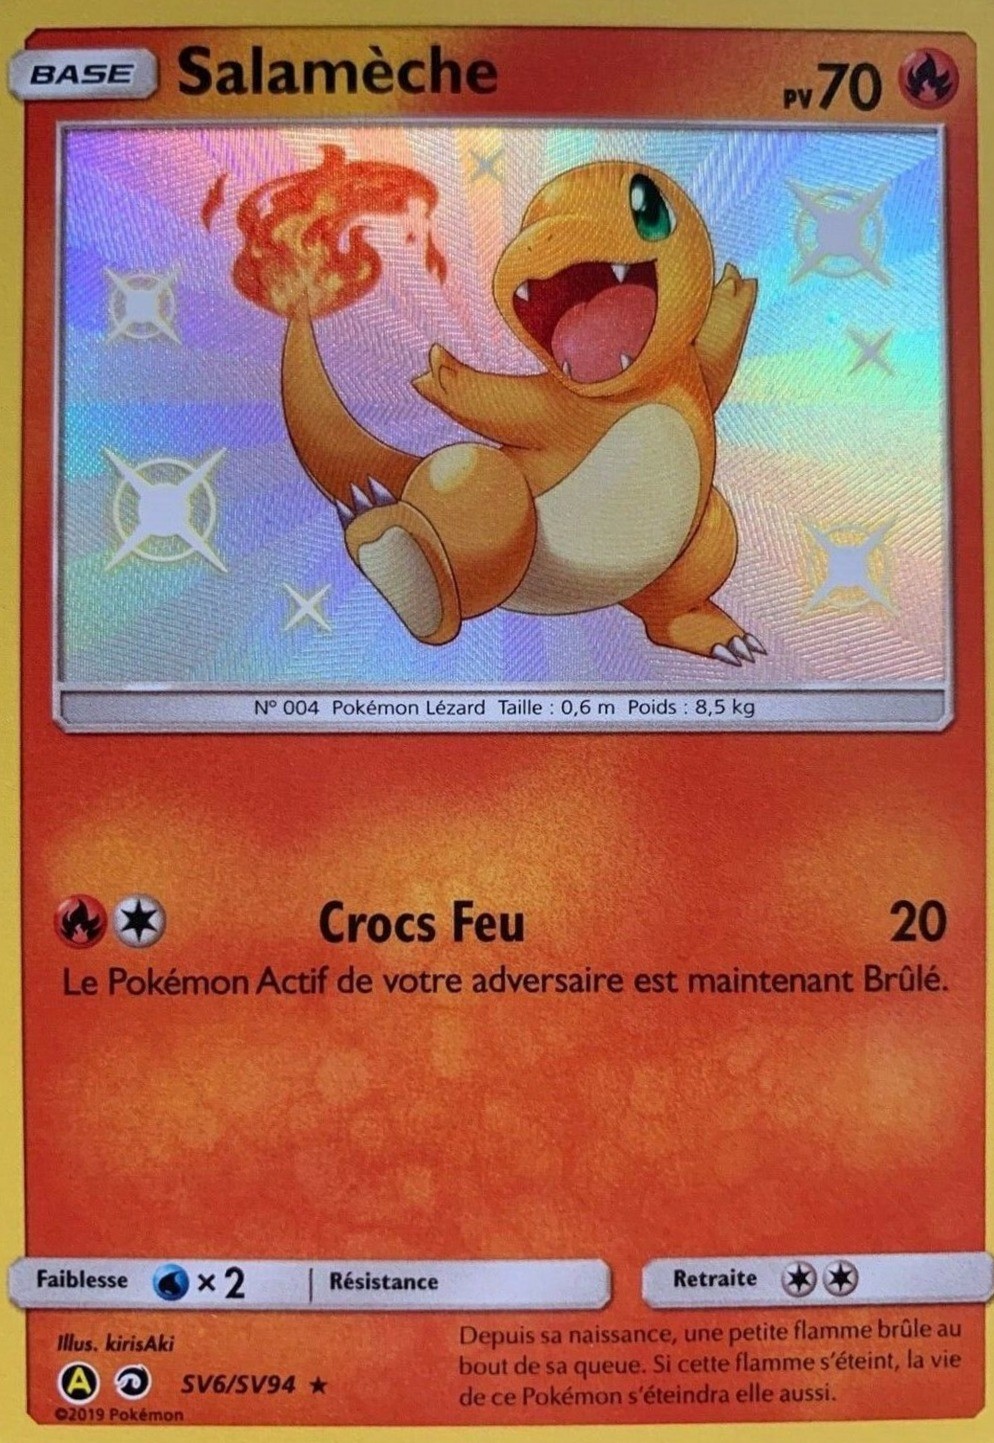 BASE Salamèche PV70
N° 004 Pokémon Lézard Taille : 0,6 m Poids : 8,5 kg
Crocs Feu 20
Le Pokémon Actif de votre adversaire est maintenant Brûlé.
Faiblesse × 2 Résistance Retraite
Illus. kirisAki
A SV6/SV94 ★
©2019 Pokémon
Depuis sa naissance, une petite flamme brûle au
bout de sa queue. Si cette flamme s'éteint, la vie
de ce Pokémon s'éteindra elle aussi.